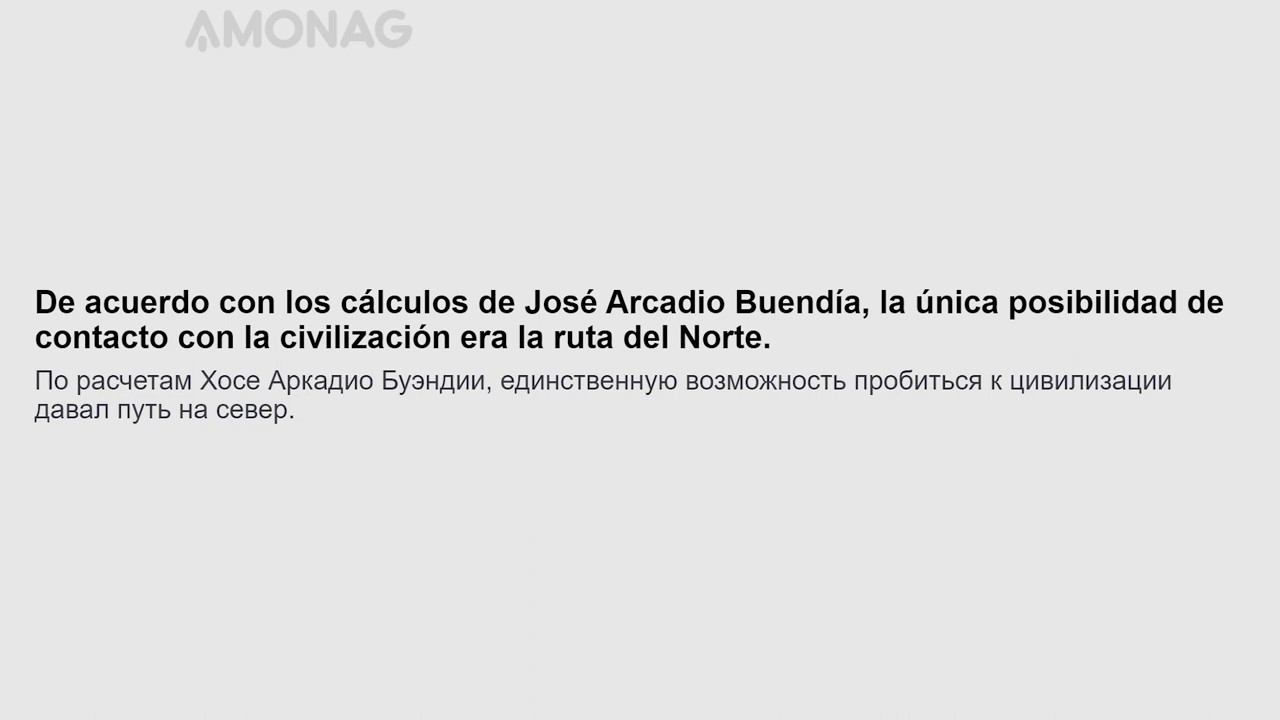 AMONAG
De acuerdo con los cálculos de José Arcadio Buendía, la única posibilidad de
contacto con la civilización era la ruta del Norte.
По расчетам Хосе Аркадио Буэндии, единственную возможность пробиться к цивилизации
давал путь на север.